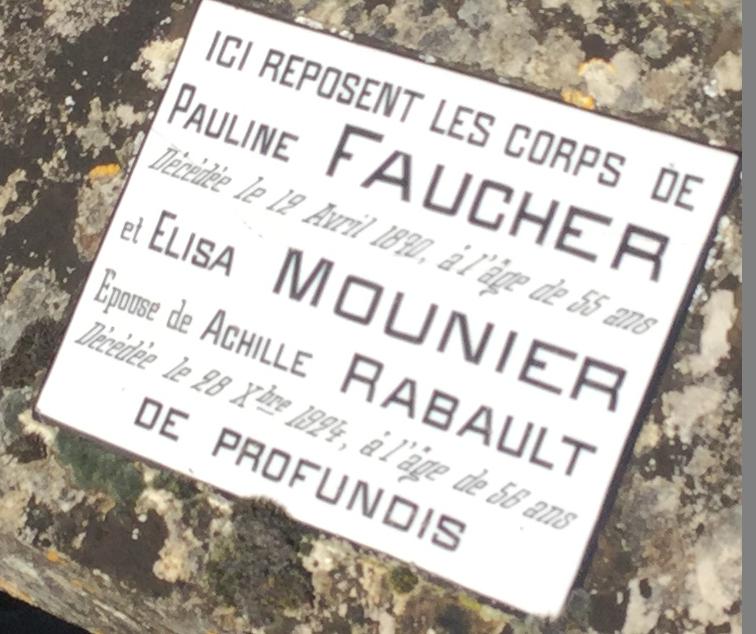 ICI REPOSENT LES CORPS DE
PAULINE FAUCHER
Décédée le 12 Avril 1890, à l'âge de 55 ans
et ELISA MOUNIER
Epouse de ACHILLE RABAULT
Décédée le 28 Xbre 1924, à l'âge de 56 ans
DE PROFUNDIS